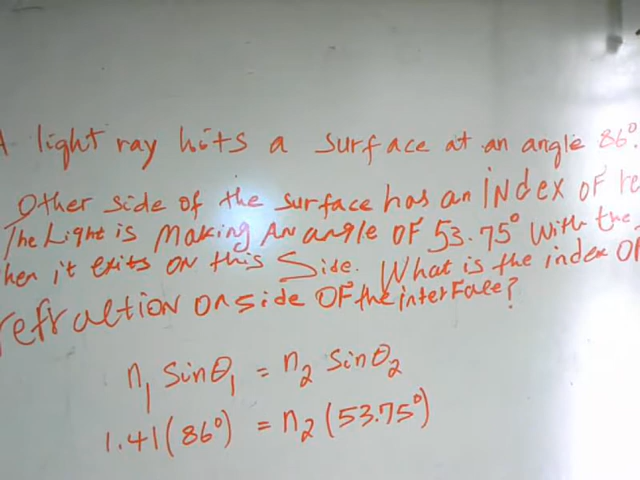 A light ray hits a surface at an angle 86°.
Other side of the surface has an INdex OF re
The Light is Making An angle OF 53.75° With the
hen it exits ON this Side. What is the index OF
refraction on side OF the interface?
n₁ Sinθ₁ = n₂ Sinθ₂
1.41(86°) = n₂(53.75°)